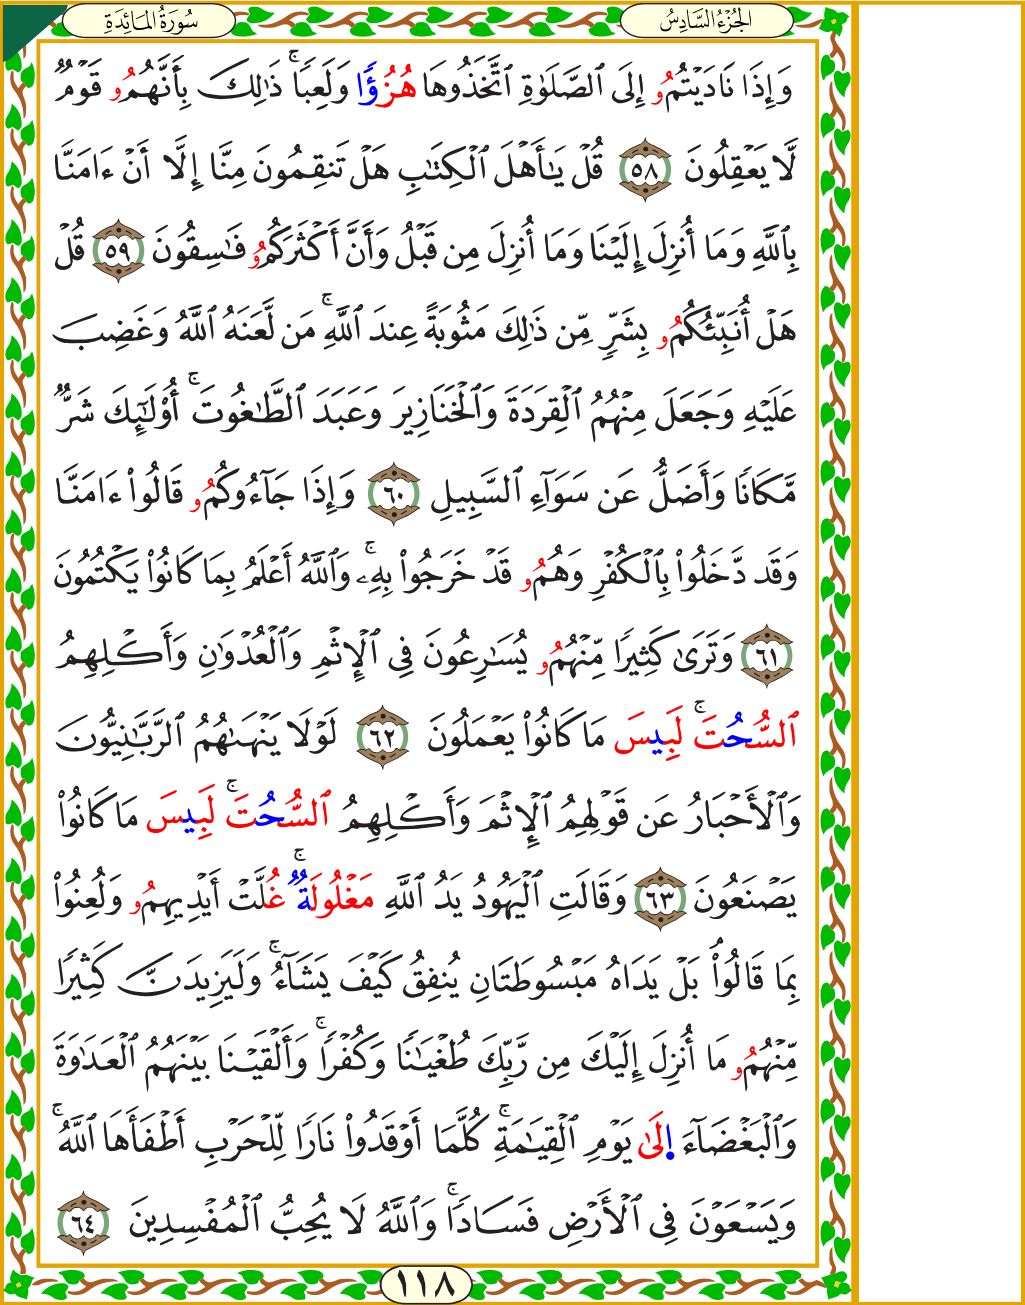 الجُزْءُ السَّادِسُ
سُورَةُ المَائِدَةِ
وَإِذَا نَادَيْتُمُو إِلَى ٱلصَّلَوٰةِ ٱتَّخَذُوهَا هُزُؤًا وَلَعِبًا ۚ ذَٰلِكَ بِأَنَّهُمُو قَوْمٌ
لَّا يَعْقِلُونَ ٥٨ قُلْ يَٰأَهْلَ ٱلْكِتَٰبِ هَلْ تَنقِمُونَ مِنَّا إِلَّا أَنْ ءَامَنَّا
بِٱللَّهِ وَمَا أُنزِلَ إِلَيْنَا وَمَا أُنزِلَ مِن قَبْلُ وَأَنَّ أَكْثَرَكُمُو فَٰسِقُونَ ٥٩ قُلْ
هَلْ أُنَبِّئُكُمُو بِشَرٍّ مِّن ذَٰلِكَ مَثُوبَةً عِندَ ٱللَّهِ ۚ مَن لَّعَنَهُ ٱللَّهُ وَغَضِبَ
عَلَيْهِ وَجَعَلَ مِنْهُمُ ٱلْقِرَدَةَ وَٱلْخَنَازِيرَ وَعَبَدَ ٱلطَّٰغُوتَ ۚ أُوْلَٰٓئِكَ شَرٌّ
مَّكَانًا وَأَضَلُّ عَن سَوَآءِ ٱلسَّبِيلِ ٦٠ وَإِذَا جَآءُوكُمُو قَالُواْ ءَامَنَّا
وَقَد دَّخَلُواْ بِٱلْكُفْرِ وَهُمُو قَدْ خَرَجُواْ بِهِۦ ۚ وَٱللَّهُ أَعْلَمُ بِمَا كَانُواْ يَكْتُمُونَ
٦١ وَتَرَىٰ كَثِيرًا مِّنْهُمُو يُسَٰرِعُونَ فِى ٱلْإِثْمِ وَٱلْعُدْوَٰنِ وَأَكْلِهِمُ
ٱلسُّحُتَ ۚ لَبِيسَ مَا كَانُواْ يَعْمَلُونَ ٦٢ لَوْلَا يَنْهَىٰهُمُ ٱلرَّبَّٰنِيُّونَ
وَٱلْأَحْبَارُ عَن قَوْلِهِمُ ٱلْإِثْمَ وَأَكْلِهِمُ ٱلسُّحُتَ ۚ لَبِيسَ مَا كَانُواْ
يَصْنَعُونَ ٦٣ وَقَالَتِ ٱلْيَهُودُ يَدُ ٱللَّهِ مَغْلُولَةٌ ۚ غُلَّتْ أَيْدِيهِمُو وَلُعِنُواْ
بِمَا قَالُواْ بَلْ يَدَاهُ مَبْسُوطَتَانِ يُنفِقُ كَيْفَ يَشَآءُ ۚ وَلَيَزِيدَنَّ كَثِيرًا
مِّنْهُمُو مَا أُنزِلَ إِلَيْكَ مِن رَّبِّكَ طُغْيَٰنًا وَكُفْرًا ۚ وَأَلْقَيْنَا بَيْنَهُمُ ٱلْعَدَٰوَةَ
وَٱلْبَغْضَآءَ اِلَىٰ يَوْمِ ٱلْقِيَٰمَةِ ۚ كُلَّمَا أَوْقَدُواْ نَارًا لِّلْحَرْبِ أَطْفَأَهَا ٱللَّهُ ۚ
وَيَسْعَوْنَ فِى ٱلْأَرْضِ فَسَادًا ۚ وَٱللَّهُ لَا يُحِبُّ ٱلْمُفْسِدِينَ ٦٤
١١٨